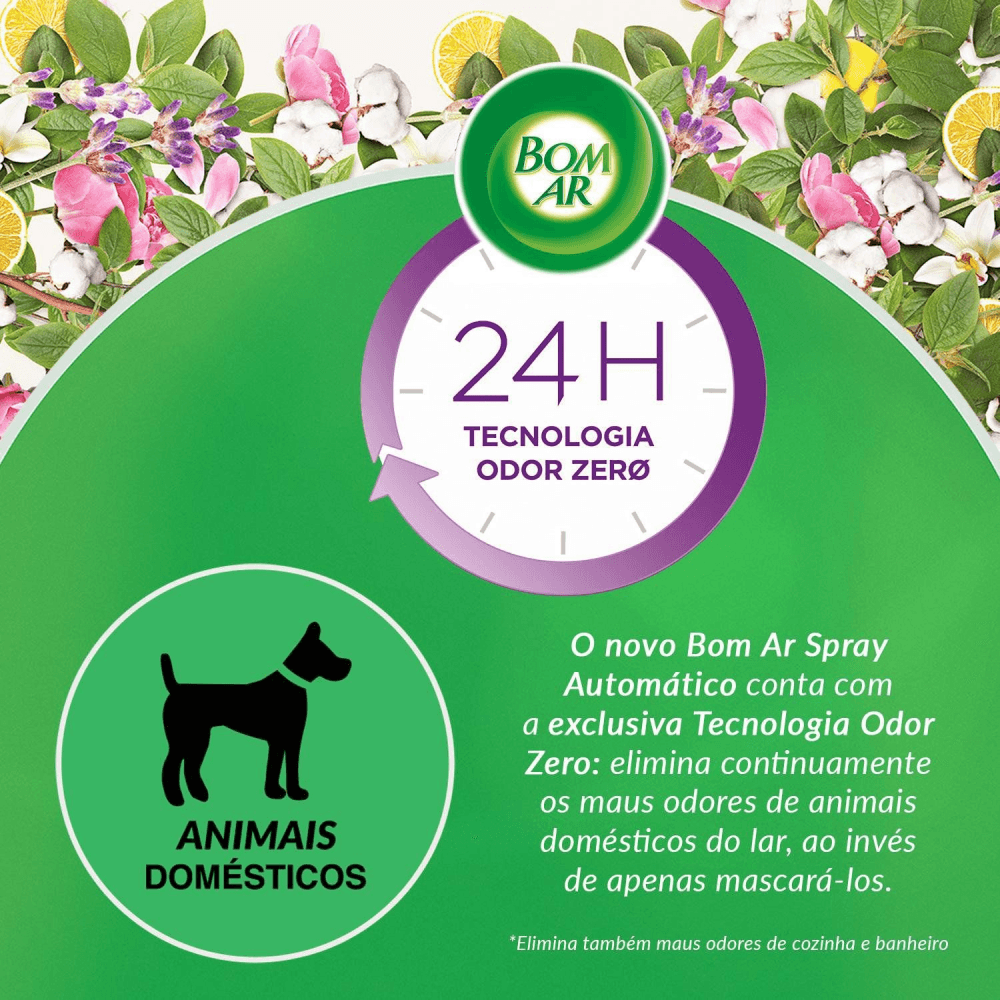 BOM
AR
24H
TECNOLOGIA
ODOR ZERØ
ANIMAIS
DOMÉSTICOS
O novo Bom Ar Spray
Automático conta com
a exclusiva Tecnologia Odor
Zero: elimina continuamente
os maus odores de animais
domésticos do lar, ao invés
de apenas mascará-los.
*Elimina também maus odores de cozinha e banheiro